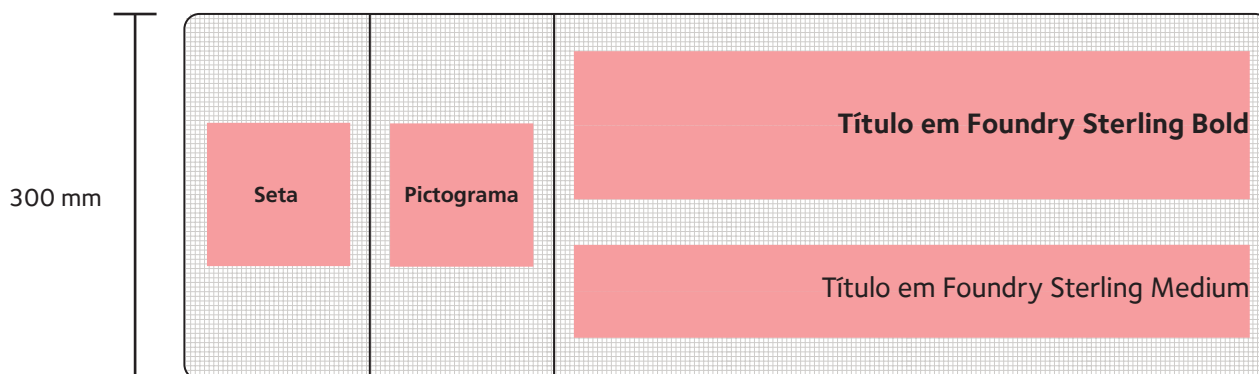 Título em Foundry Sterling Bold
300 mm
Seta
Pictograma
Título em Foundry Sterling Medium